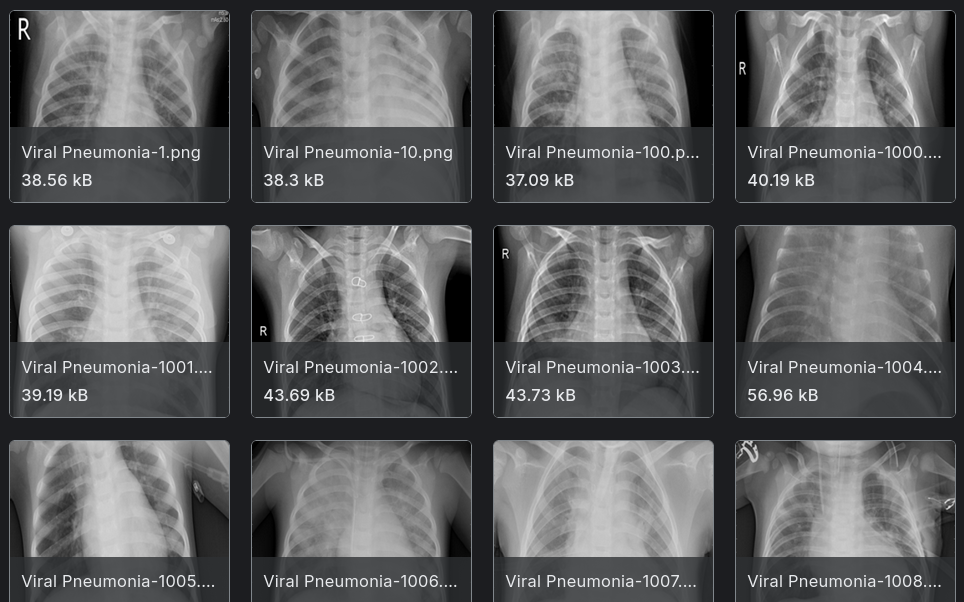 R
Viral Pneumonia-1.png
38.56 kB
Viral Pneumonia-10.png
38.3 kB
Viral Pneumonia-100.p...
37.09 kB
R
Viral Pneumonia-1000....
40.19 kB
Viral Pneumonia-1001....
39.19 kB
R
Viral Pneumonia-1002....
43.69 kB
R
Viral Pneumonia-1003....
43.73 kB
Viral Pneumonia-1004....
56.96 kB
Viral Pneumonia-1005....
Viral Pneumonia-1006....
Viral Pneumonia-1007....
Viral Pneumonia-1008....